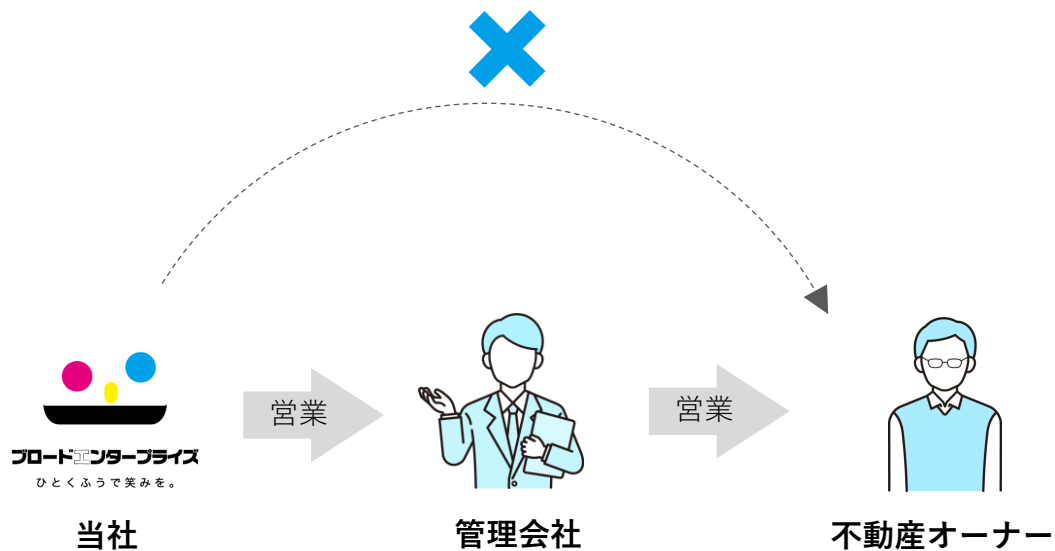 営業
営業
ブロードエンタープライズ
ひとくふうで笑みを。
当社
管理会社
不動産オーナー